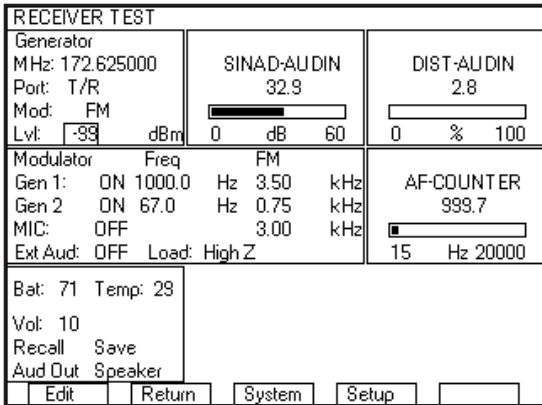 RECEIVER TEST
Generator
MHz: 172.625000
Port: T/R
Mod: FM
Lvl: -99 dBm
SINAD-AUDIN
32.9
0 dB 60
DIST-AUDIN
2.8
0 % 100
Modulator Freq FM
Gen 1: ON 1000.0 Hz 3.50 kHz
Gen 2 ON 67.0 Hz 0.75 kHz
MIC: OFF 3.00 kHz
Ext Aud: OFF Load: High Z
AF-COUNTER
999.7
15 Hz 20000
Bat: 71 Temp: 29
Vol: 10
Recall Save
Aud Out Speaker
Edit Return System Setup